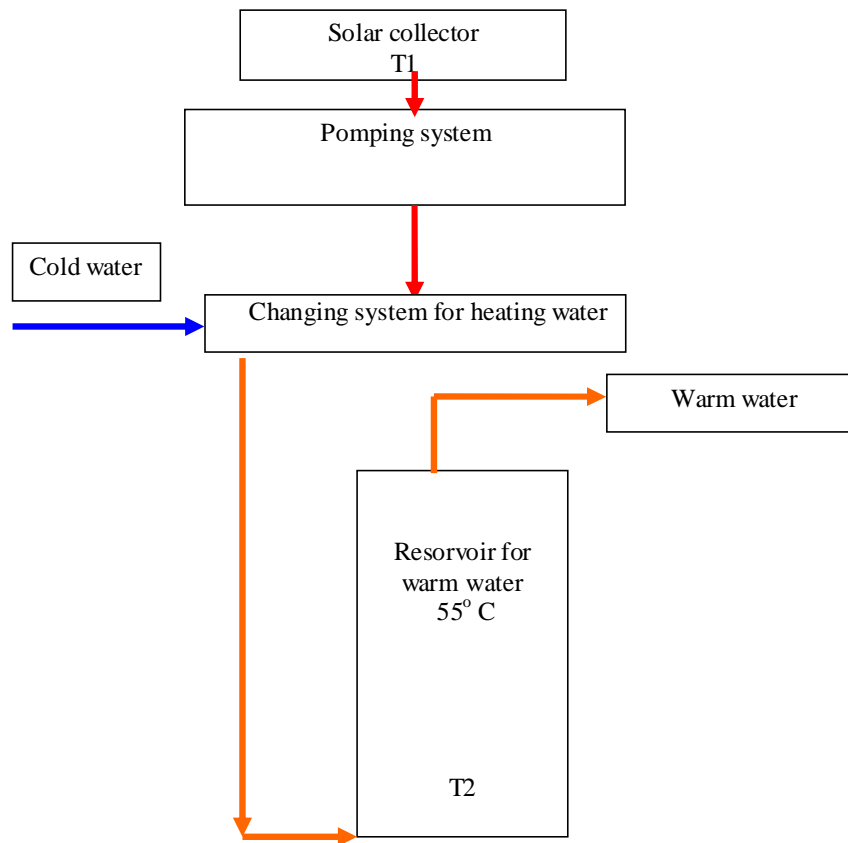 Solar collector
T1
Pomping system
Cold water
Changing system for heating water
Warm water
Resorvoir for
warm water
55° C
T2